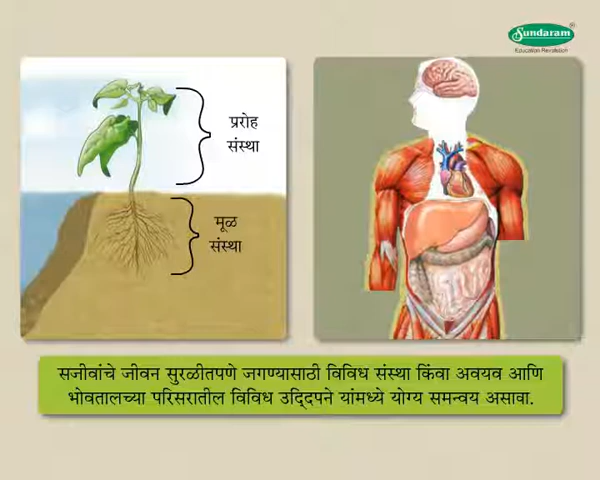 Sundaram
Education Revolution
प्ररोह
संस्था
मूळ
संस्था
सजीवांचे जीवन सुरळीतपणे जगण्यासाठी विविध संस्था किंवा अवयव आणि
भोवतालच्या परिसरातील विविध उद्दिपने यांमध्ये योग्य समन्वय असावा.